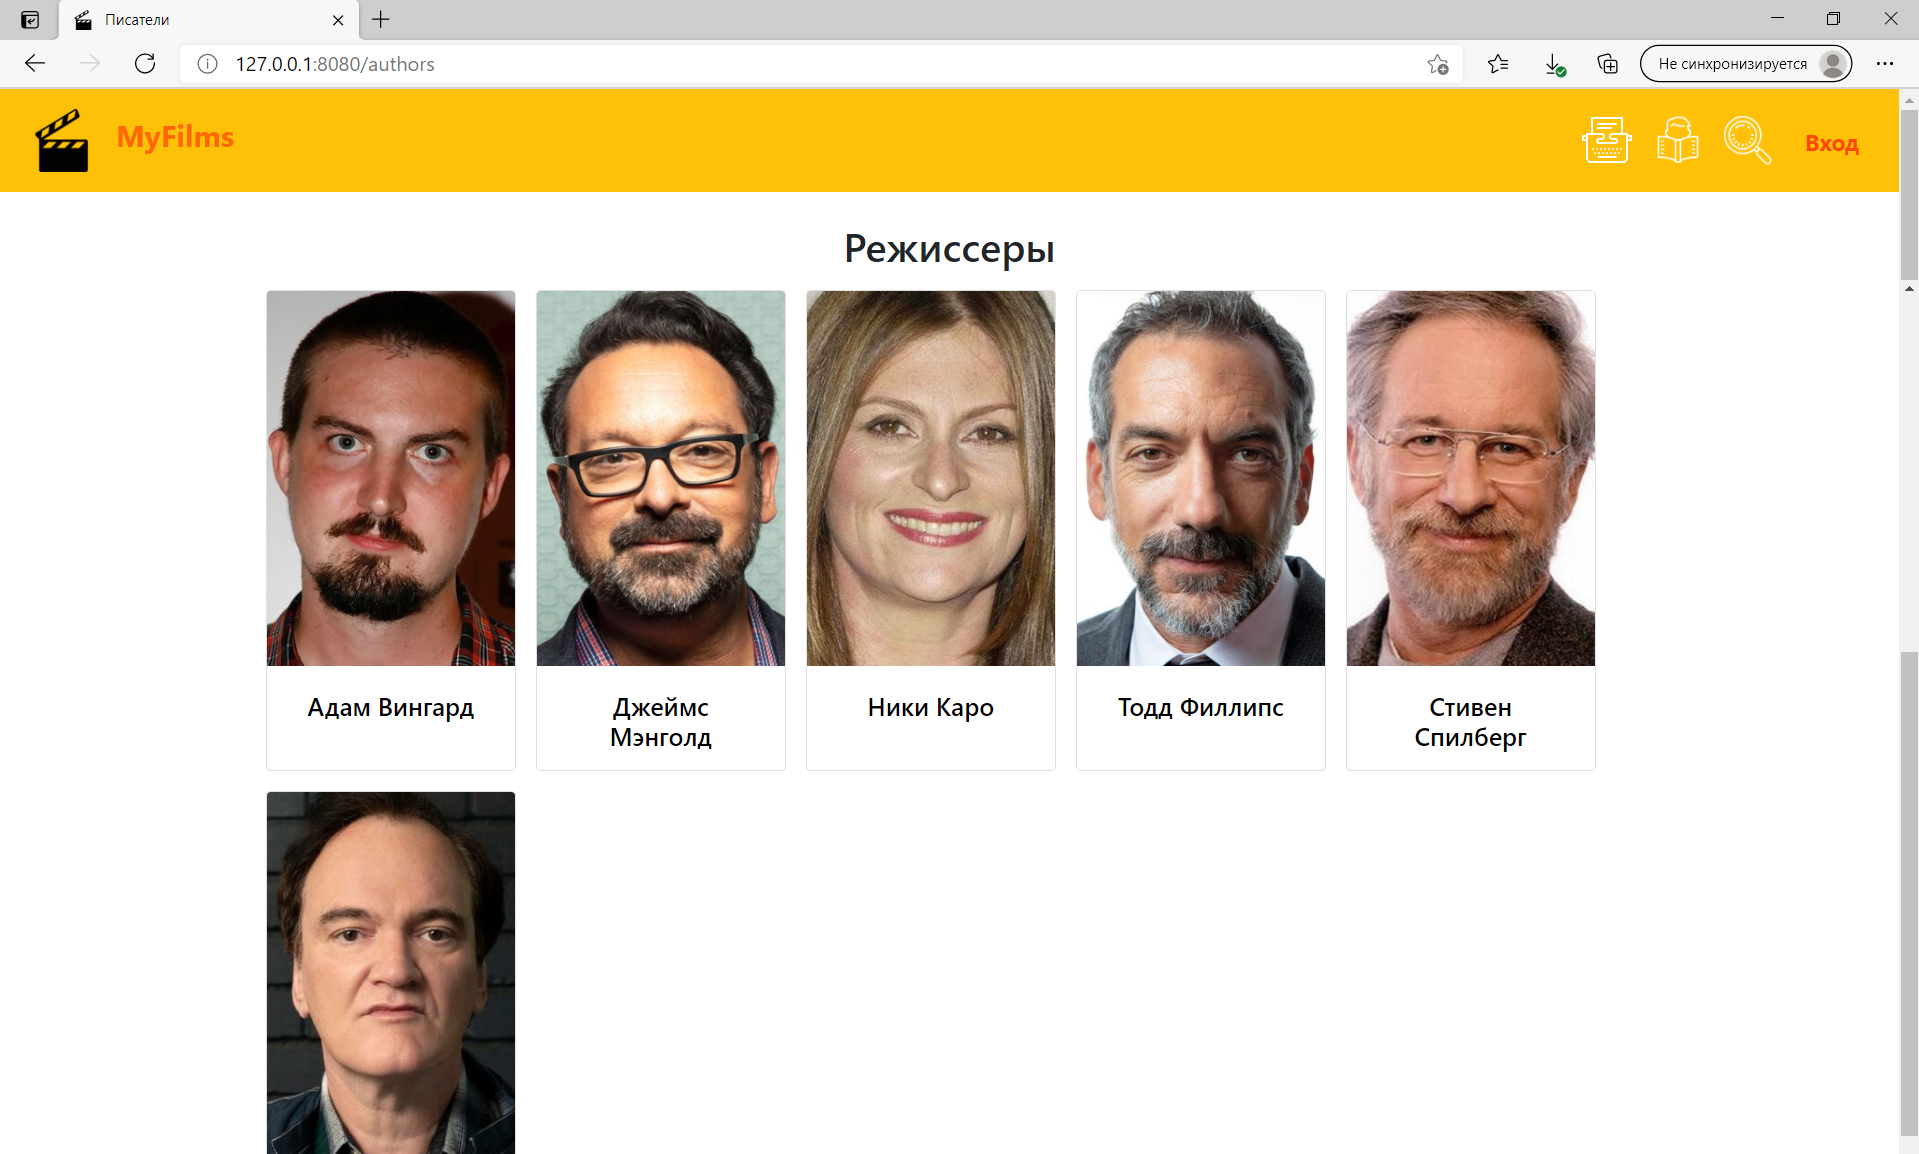 Писатели
127.0.0.1:8080/authors
Не синхронизируется
MyFilms
Вход
Режиссеры
Адам Вингард
Джеймс
Мэнголд
Ники Каро
Тодд Филлипс
Стивен
Спилберг